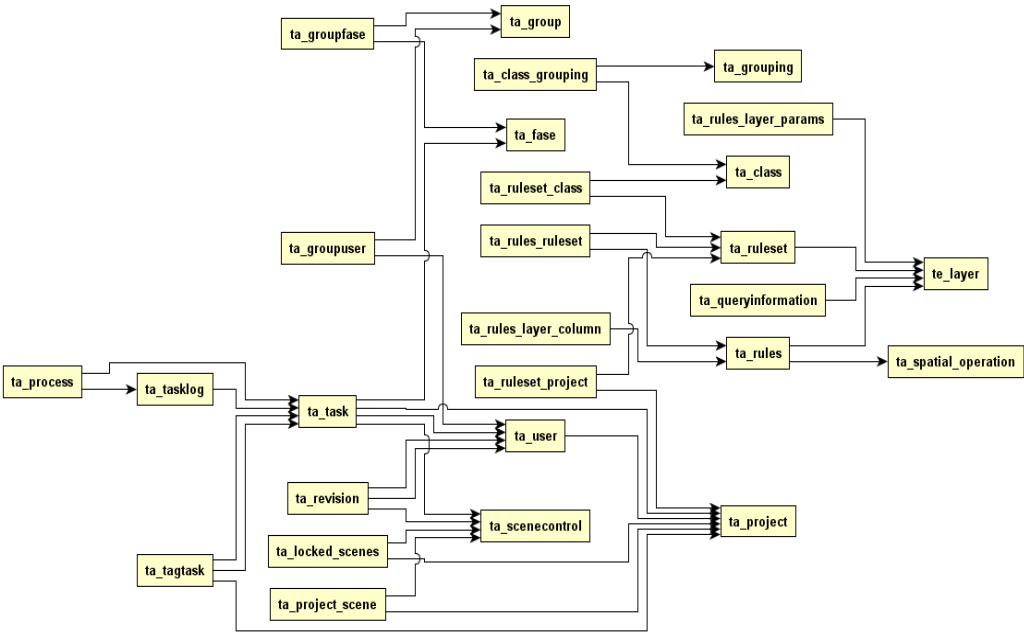 ta_group
ta_groupfase
ta_grouping
ta_class_grouping
ta_rules_layer_params
ta_fase
ta_class
ta_ruleset_class
ta_rules_ruleset
ta_groupuser
ta_ruleset
te_layer
ta_queryinformation
ta_rules_layer_column
ta_rules
ta_spatial_operation
ta_process
ta_tasklog
ta_ruleset_project
ta_task
ta_user
ta_revision
ta_scenecontrol
ta_project
ta_locked_scenes
ta_tagtask
ta_project_scene